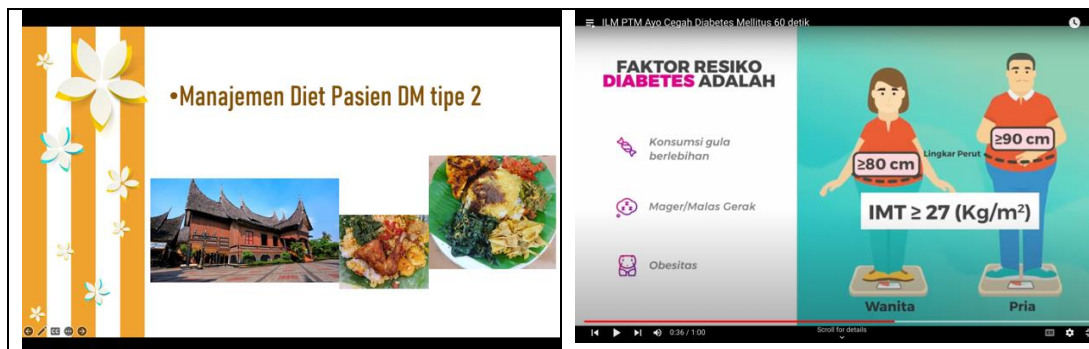 •Manajemen Diet Pasien DM tipe 2
ILM PTM Ayo Cegah Diabetes Mellitus 60 detik
FAKTOR RESIKO
DIABETES ADALAH
Konsumsi gula
berlebihan
Mager/Malas Gerak
Obesitas
≥90 cm
Lingkar Perut
≥80 cm
IMT ≥ 27 (Kg/m²)
Wanita
Pria
0:36 / 1:00
Scroll for details